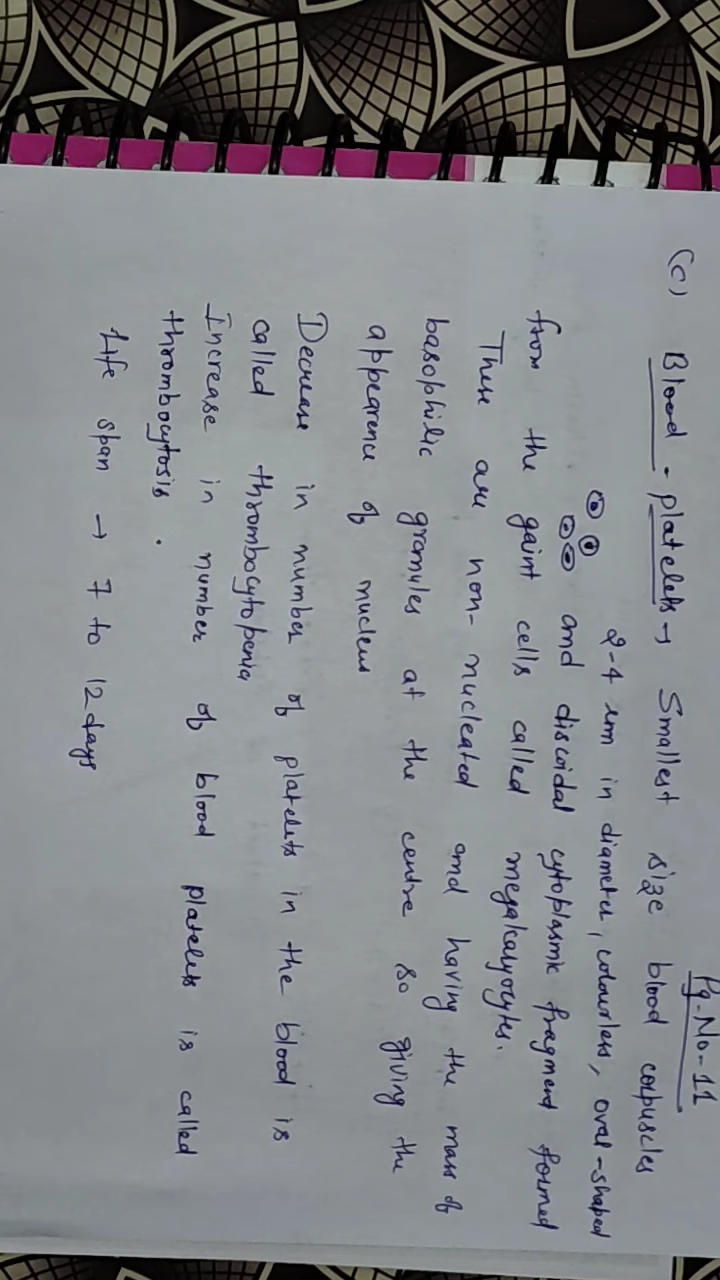 Pg.No-11
(c) Blood-platelets → Smallest size blood corpuscles
2-4 um in diameter, colourless, oval-shaped
and discoidal cytoplasmic fragment formed
from the gaint cells called megakaryocytes.
These are non-nucleated and having the mass of
basophilic granules at the centre so giving the
appearence of nucleus
Decrease in number of platelets in the blood is
called thrombocytopenia
Increase in number of blood platelets is called
thrombocytosis.
Life span → 7 to 12 days